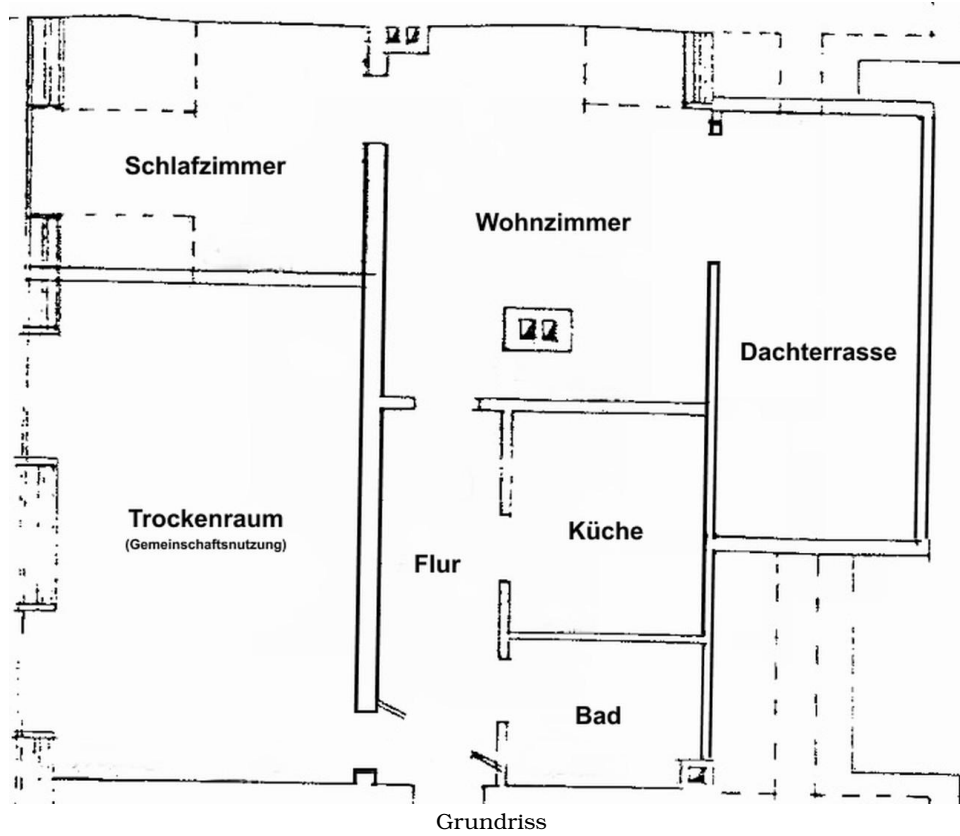 Schlafzimmer
Wohnzimmer
Dachterrasse
Trockenraum
(Gemeinschaftsnutzung)
Küche
Flur
Bad
Grundriss